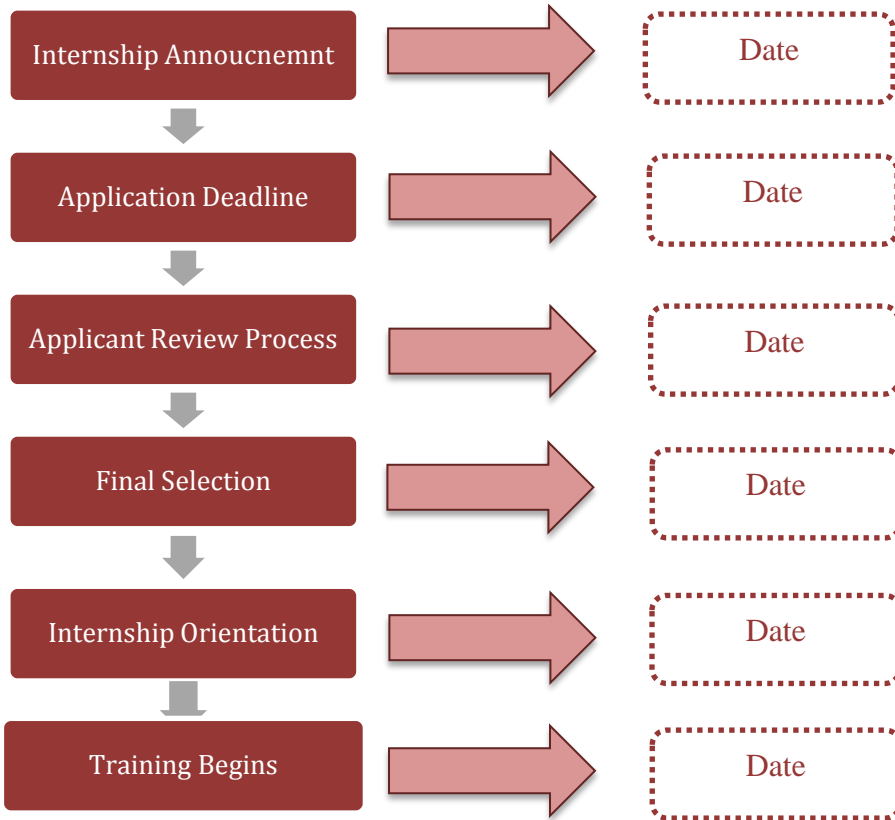 Internship Annoucnemnt
Date
Application Deadline
Date
Applicant Review Process
Date
Final Selection
Date
Internship Orientation
Date
Training Begins
Date